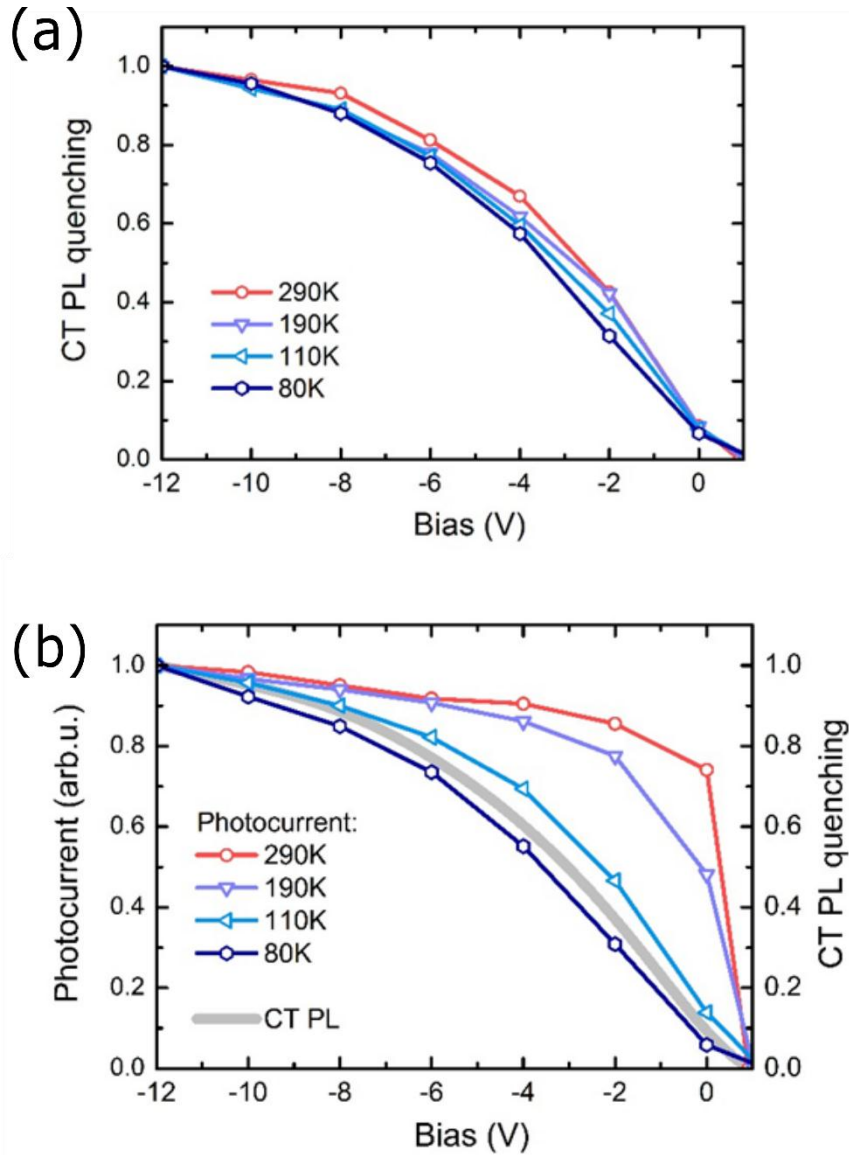 (a)
1.0
0.8
0.6
0.4
0.2
0.0
CT PL quenching
290K
190K
110K
80K
-12 -10 -8 -6 -4 -2 0
Bias (V)
(b)
1.0
0.8
0.6
0.4
0.2
0.0
Photocurrent (arb.u.)
Photocurrent:
290K
190K
110K
80K
CT PL
1.0
0.8
0.6
0.4
0.2
0.0
CT PL quenching
-12 -10 -8 -6 -4 -2 0
Bias (V)